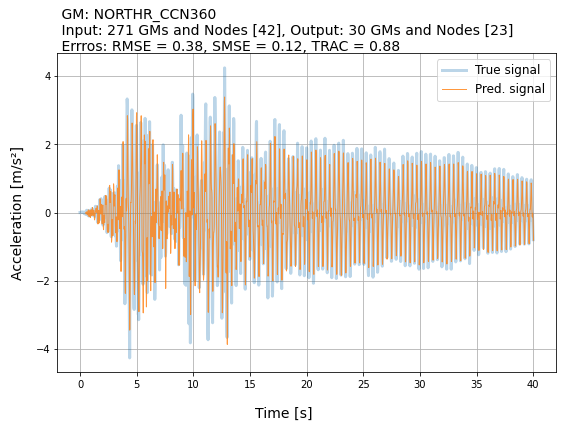 GM: NORTHR_CCN360
Input: 271 GMs and Nodes [42], Output: 30 GMs and Nodes [23]
Errros: RMSE = 0.38, SMSE = 0.12, TRAC = 0.88
True signal
Pred. signal
Acceleration [m/s²]
4
2
0
−2
−4
0 5 10 15 20 25 30 35 40
Time [s]